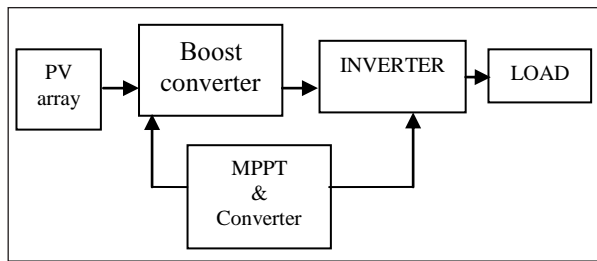 PV
array
Boost
converter
INVERTER
LOAD
MPPT
&
Converter